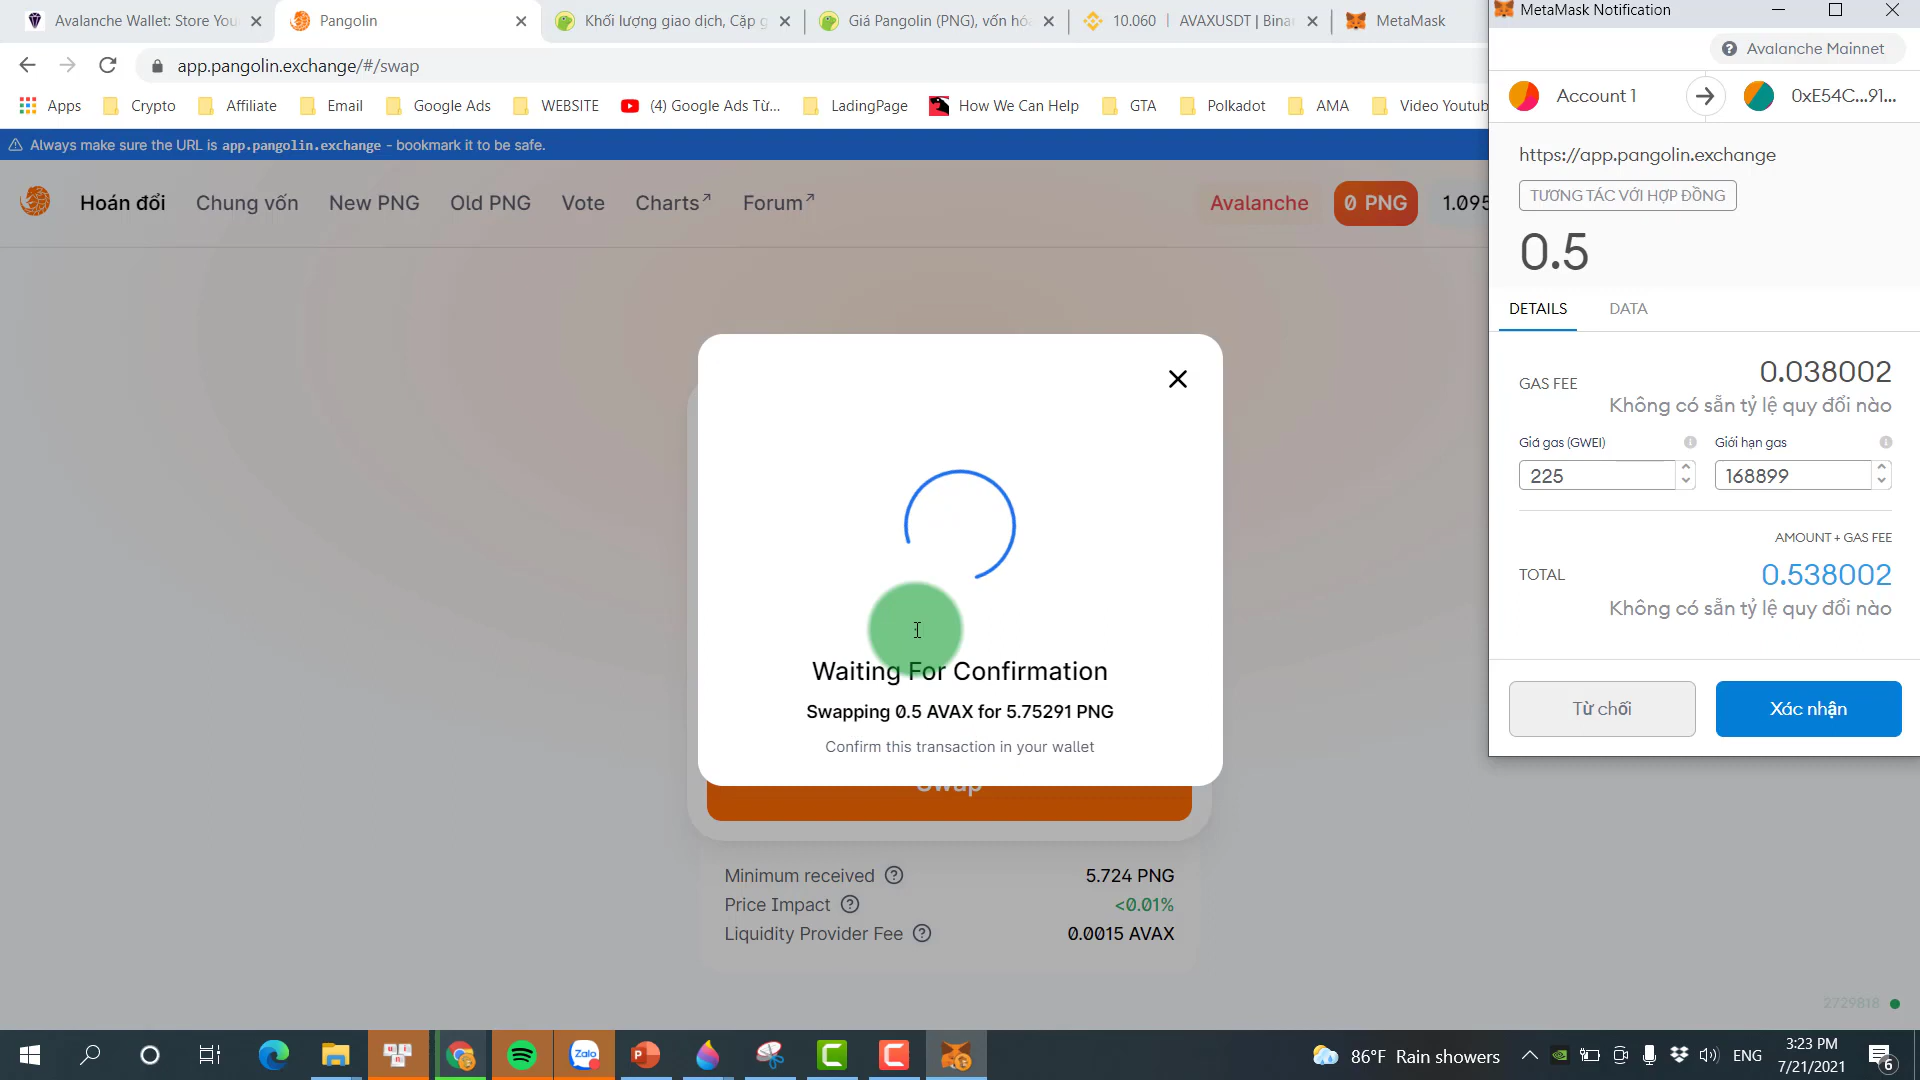 Avalanche Wallet: Store You
Pangolin
Khối lượng giao dịch, Cặp g
Giá Pangolin (PNG), vốn hóa
10.060 | AVAXUSDT | Binan
MetaMask
app.pangolin.exchange/#/swap
Apps
Crypto
Affiliate
Email
Google Ads
WEBSITE
(4) Google Ads Từ...
LadingPage
How We Can Help
GTA
Polkadot
AMA
Video Youtub
Always make sure the URL is app.pangolin.exchange - bookmark it to be safe.
Hoán đổi
Chung vốn
New PNG
Old PNG
Vote
Charts↗
Forum↗
Avalanche
0 PNG
1.095
Waiting For Confirmation
Swapping 0.5 AVAX for 5.75291 PNG
Confirm this transaction in your wallet
Swap
Minimum received
5.724 PNG
Price Impact
<0.01%
Liquidity Provider Fee
0.0015 AVAX
2729818
MetaMask Notification
Avalanche Mainnet
Account 1
0xE54C...91...
https://app.pangolin.exchange
TƯƠNG TÁC VỚI HỢP ĐỒNG
0.5
DETAILS
DATA
GAS FEE
0.038002
Không có sẵn tỷ lệ quy đổi nào
Giá gas (GWEI)
Giới hạn gas
225
168899
AMOUNT + GAS FEE
TOTAL
0.538002
Không có sẵn tỷ lệ quy đổi nào
Từ chối
Xác nhận
Zalo
86°F Rain showers
ENG
3:23 PM
7/21/2021
6